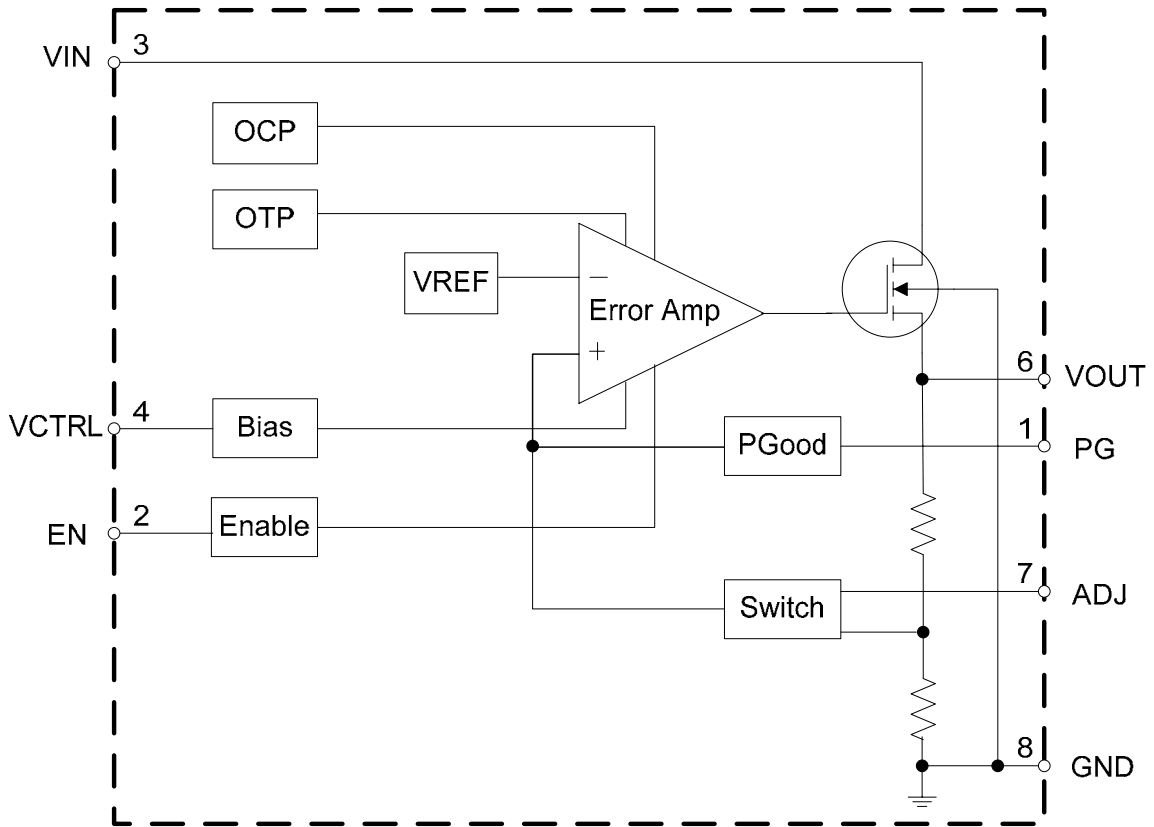 VIN
3
OCP
OTP
VREF
−
Error Amp
+
6
VOUT
VCTRL
4
Bias
PGood
1
PG
EN
2
Enable
Switch
7
ADJ
8
GND